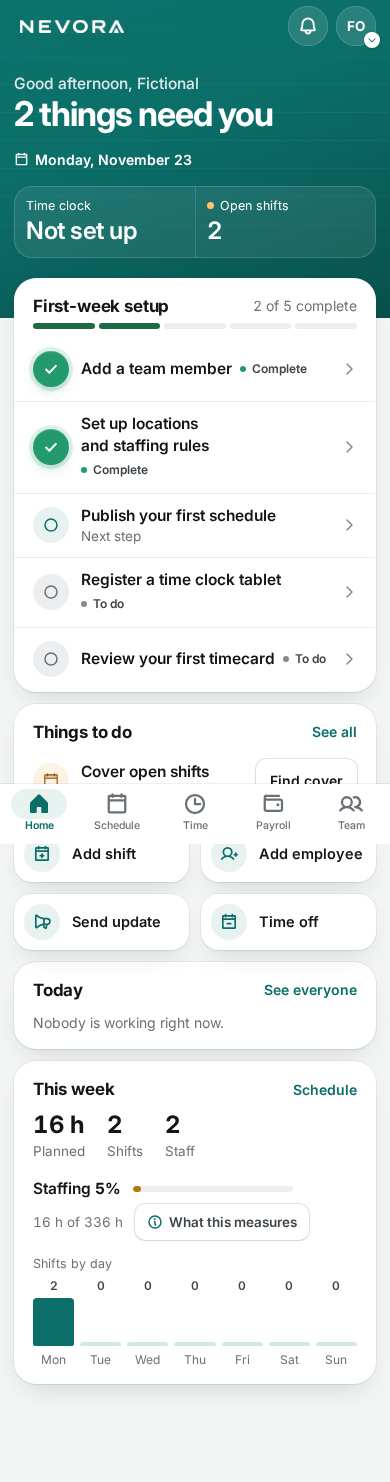 NEVORA
FO
Good afternoon, Fictional
2 things need you
Monday, November 23
Time clock
Not set up
Open shifts
2
First-week setup
2 of 5 complete
Add a team member
Complete
Set up locations
and staffing rules
Complete
Publish your first schedule
Next step
Register a time clock tablet
To do
Review your first timecard
To do
Things to do
See all
Cover open shifts
Find cover
Home
Schedule
Time
Payroll
Team
Add shift
Add employee
Send update
Time off
Today
See everyone
Nobody is working right now.
This week
Schedule
16 h
2
2
Planned
Shifts
Staff
Staffing 5%
16 h of 336 h
What this measures
Shifts by day
2 0 0 0 0 0 0
Mon Tue Wed Thu Fri Sat Sun